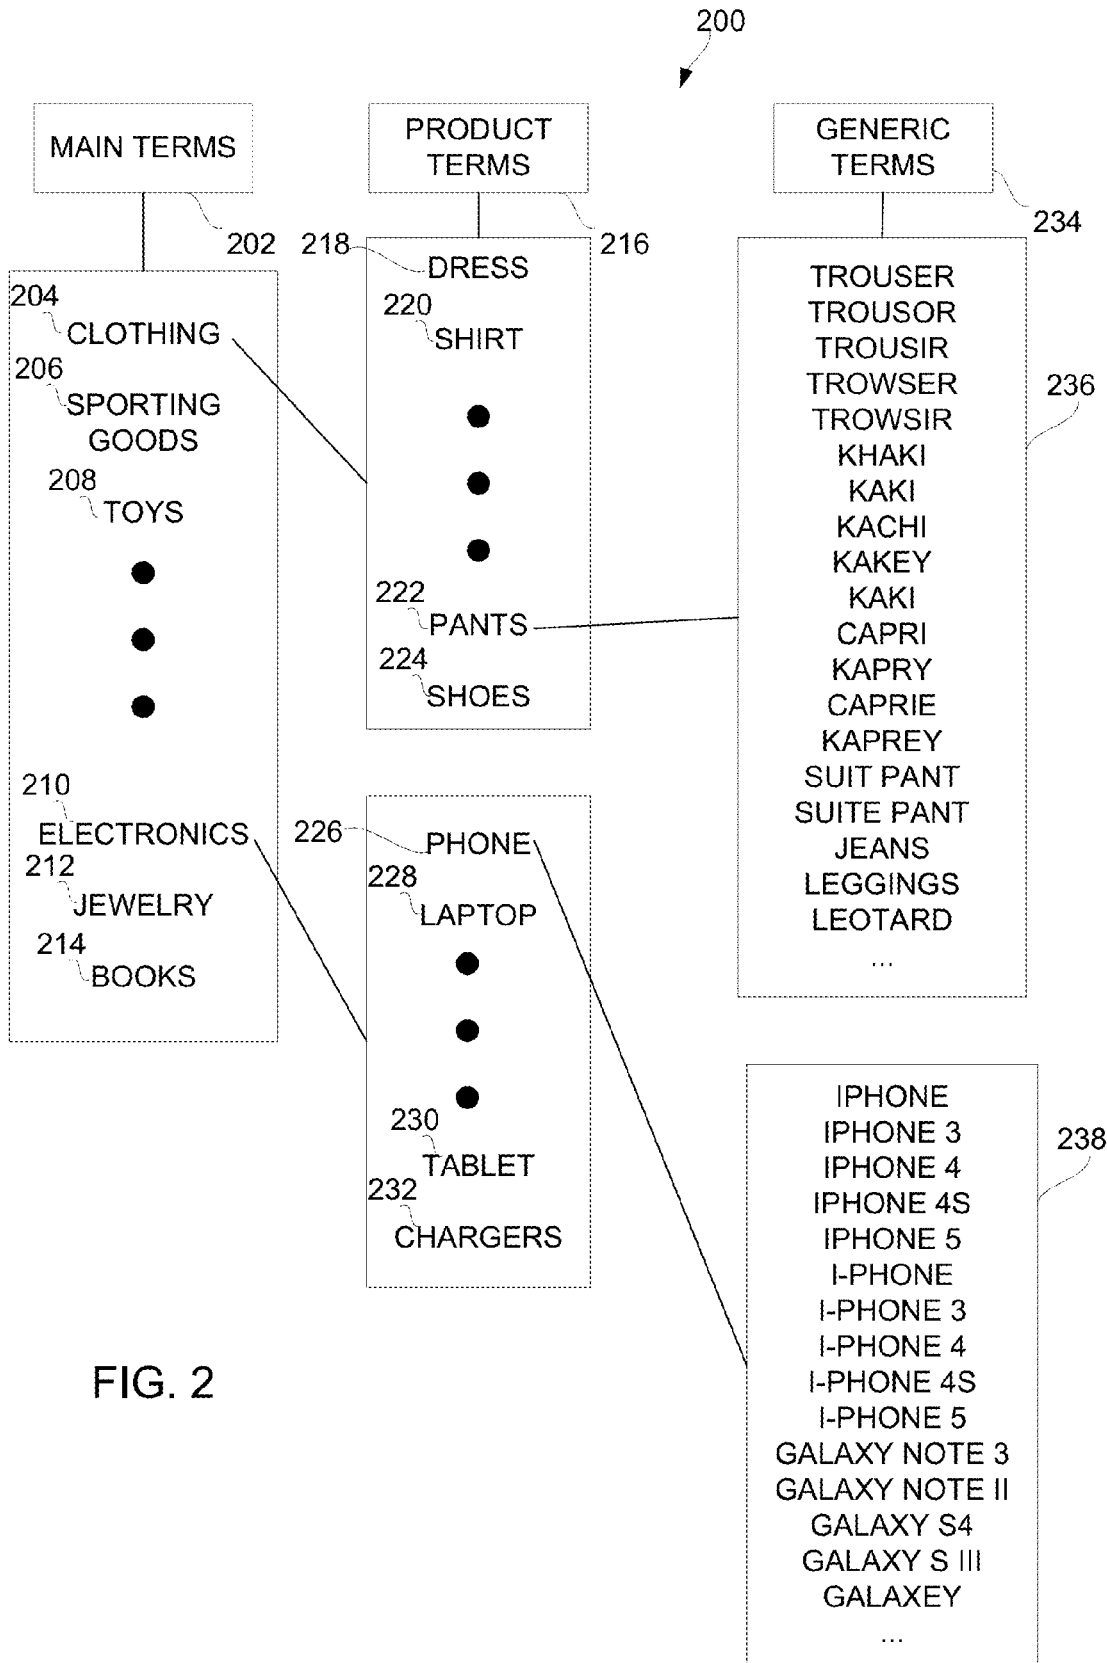 200
MAIN TERMS
202
204
CLOTHING
206
SPORTING
GOODS
208
TOYS
210
ELECTRONICS
212
JEWELRY
214
BOOKS
PRODUCT
TERMS
216
218
DRESS
220
SHIRT
222
PANTS
224
SHOES
226
PHONE
228
LAPTOP
230
TABLET
232
CHARGERS
GENERIC
TERMS
234
TROUSER
TROUSOR
TROUSIR
TROWSER
TROWSIR
KHAKI
KAKI
KACHI
KAKEY
KAKI
CAPRI
KAPRY
CAPRIE
KAPREY
SUIT PANT
SUITE PANT
JEANS
LEGGINGS
LEOTARD
...
236
IPHONE
IPHONE 3
IPHONE 4
IPHONE 4S
IPHONE 5
I-PHONE
I-PHONE 3
I-PHONE 4
I-PHONE 4S
I-PHONE 5
GALAXY NOTE 3
GALAXY NOTE II
GALAXY S4
GALAXY S III
GALAXEY
...
238
FIG. 2